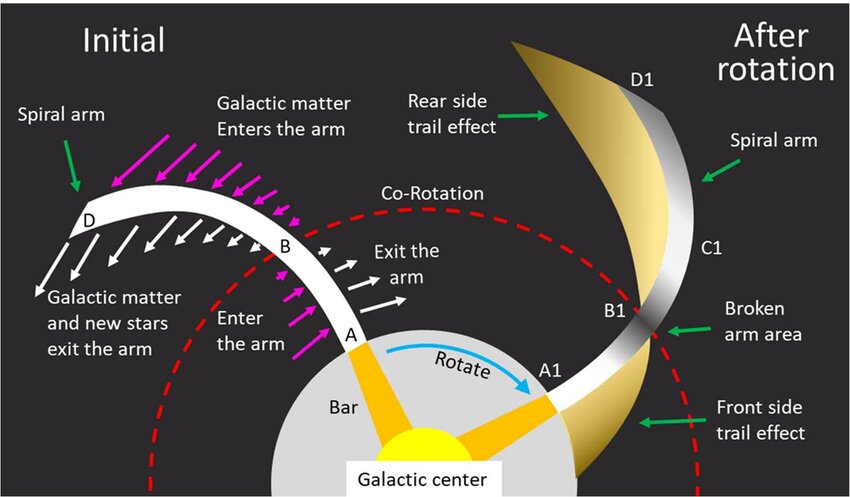 Initial
After
rotation
Spiral arm
Galactic matter
Enters the arm
Rear side
trail effect
D1
Spiral arm
Co-Rotation
D
B
Exit the
arm
C1
Galactic matter
and new stars
exit the arm
Enter
the arm
A
B1
Broken
arm area
Rotate
A1
Bar
Front side
trail effect
Galactic center